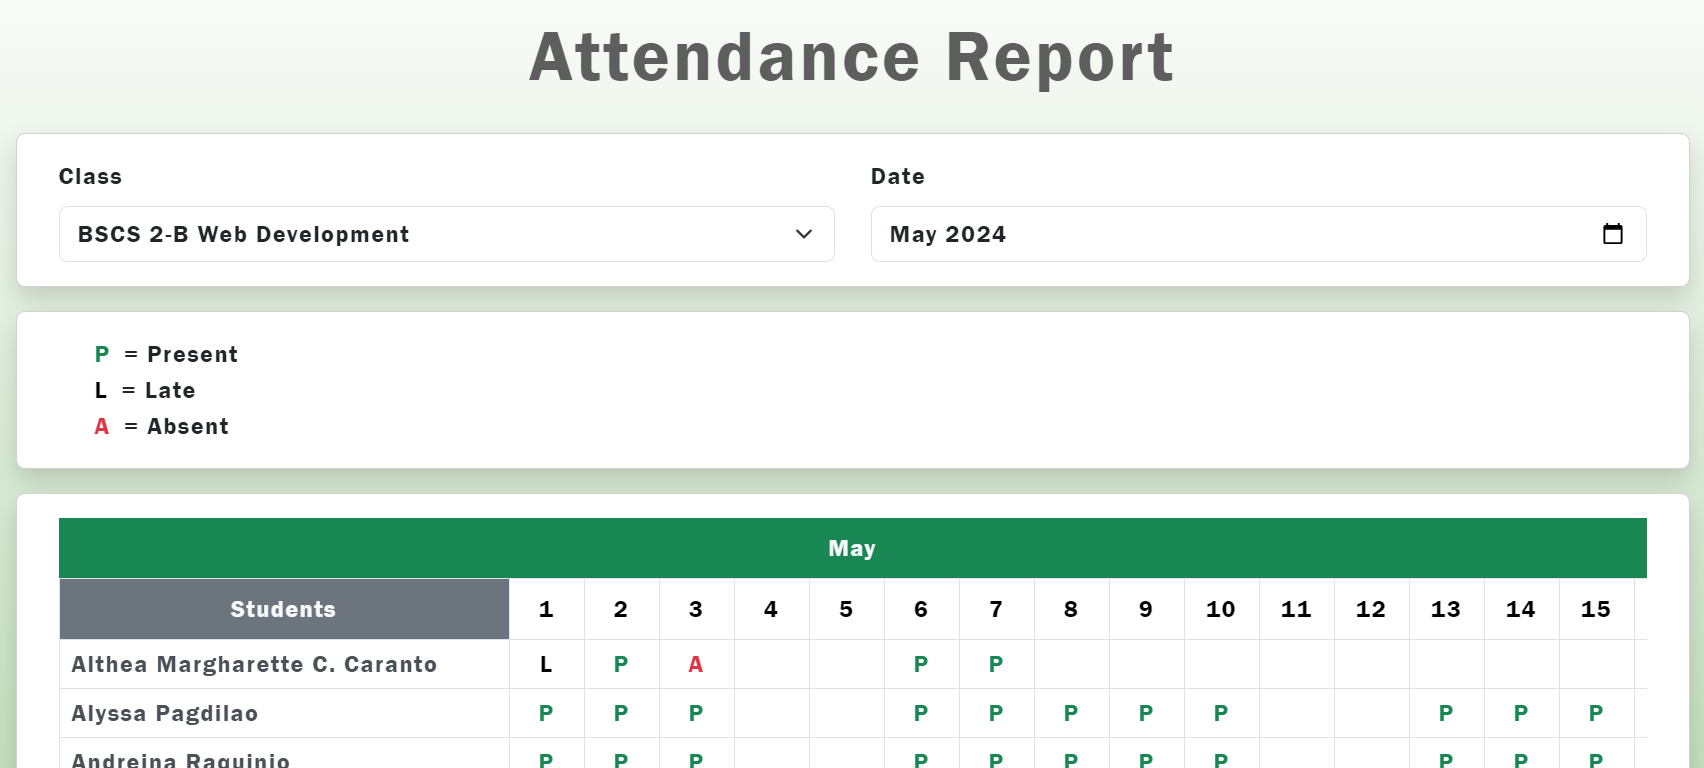 Attendance Report
Class
Date
BSCS 2-B Web Development
May 2024
P = Present
L = Late
A = Absent
May
Students 1 2 3 4 5 6 7 8 9 10 11 12 13 14 15
Althea Margharette C. Caranto L P A P P
Alyssa Pagdilao P P P P P P P P P P P
Andreina Raquinio P P P P P P P P P P P